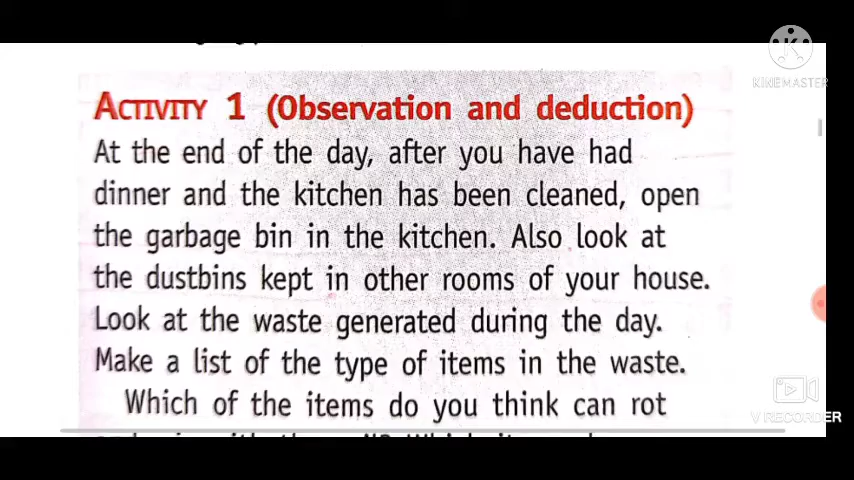 KINEMASTER
ACTIVITY 1 (Observation and deduction)
At the end of the day, after you have had
dinner and the kitchen has been cleaned, open
the garbage bin in the kitchen. Also look at
the dustbins kept in other rooms of your house.
Look at the waste generated during the day.
Make a list of the type of items in the waste.
Which of the items do you think can rot
V RECORDER